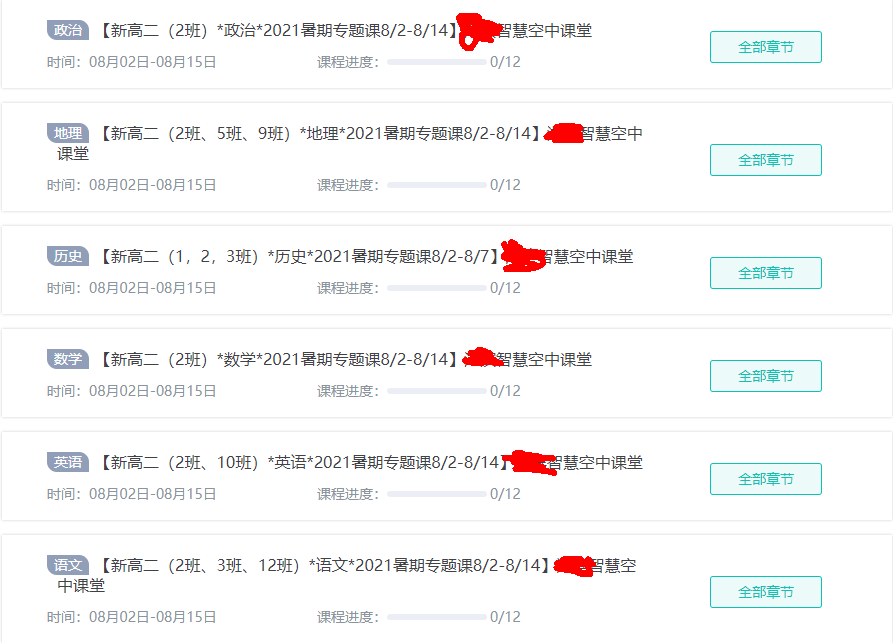 政治 【新高二（2班）*政治*2021暑期专题课8/2-8/14】智慧空中课堂
时间：08月02日-08月15日 课程进度： 0/12
全部章节
地理 【新高二（2班、5班、9班）*地理*2021暑期专题课8/2-8/14】智慧空中
课堂
时间：08月02日-08月15日 课程进度： 0/12
全部章节
历史 【新高二（1，2，3班）*历史*2021暑期专题课8/2-8/7】智慧空中课堂
时间：08月02日-08月15日 课程进度： 0/12
全部章节
数学 【新高二（2班）*数学*2021暑期专题课8/2-8/14】智慧空中课堂
时间：08月02日-08月15日 课程进度： 0/12
全部章节
英语 【新高二（2班、10班）*英语*2021暑期专题课8/2-8/14】智慧空中课堂
时间：08月02日-08月15日 课程进度： 0/12
全部章节
语文 【新高二（2班、3班、12班）*语文*2021暑期专题课8/2-8/14】智慧空
中课堂
时间：08月02日-08月15日 课程进度： 0/12
全部章节